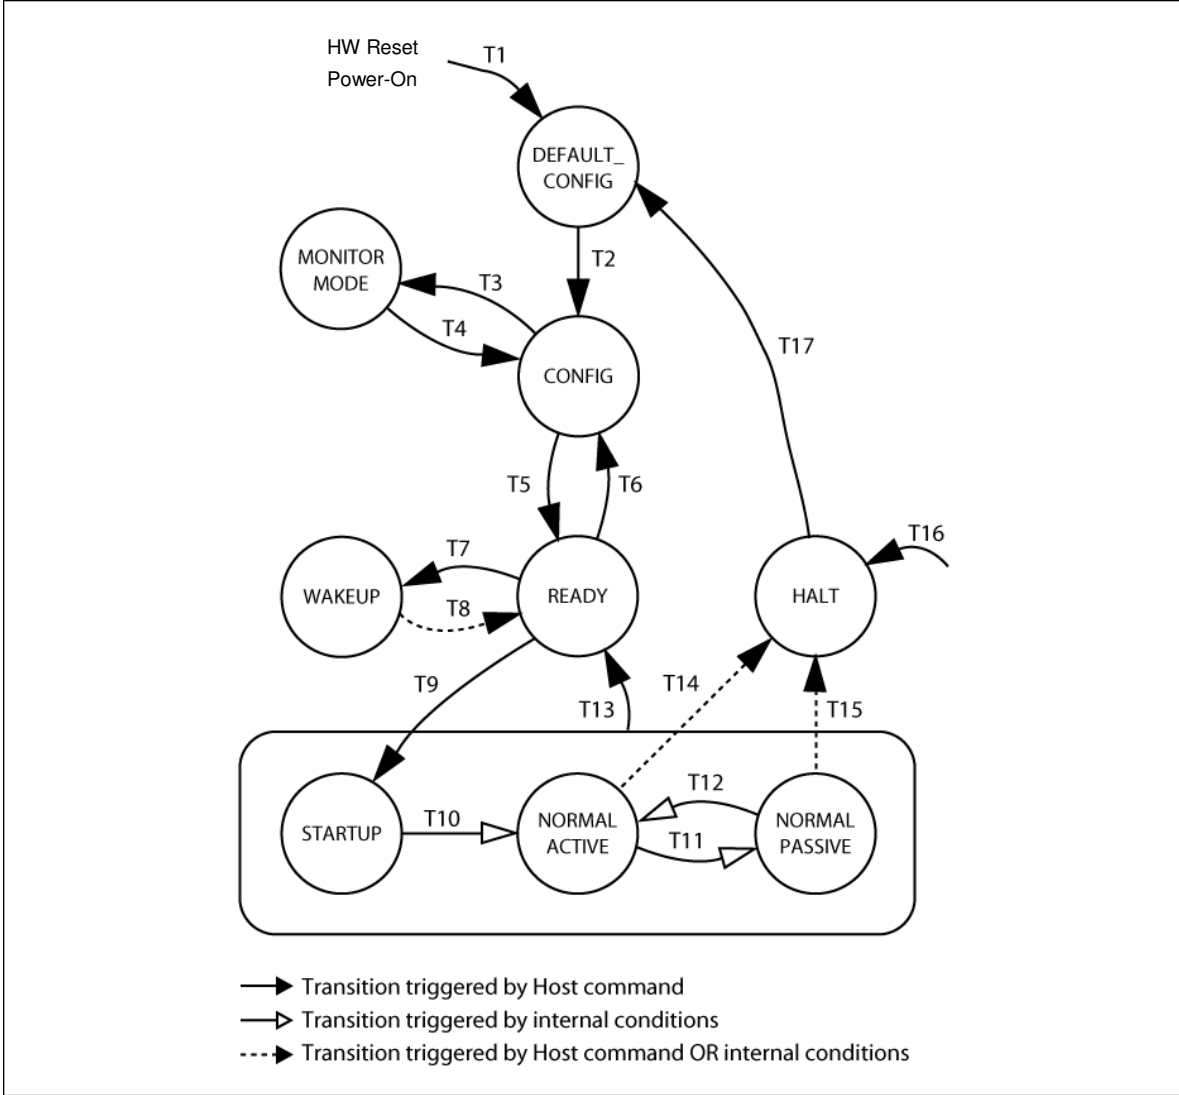 HW Reset
Power-On
T1
DEFAULT_
CONFIG
T2
MONITOR
MODE
T3
T4
CONFIG
T17
T5
T6
T16
WAKEUP
T7
T8
READY
HALT
T9
T13
T14
T15
STARTUP
T10
NORMAL
ACTIVE
T12
T11
NORMAL
PASSIVE
Transition triggered by Host command
Transition triggered by internal conditions
Transition triggered by Host command OR internal conditions